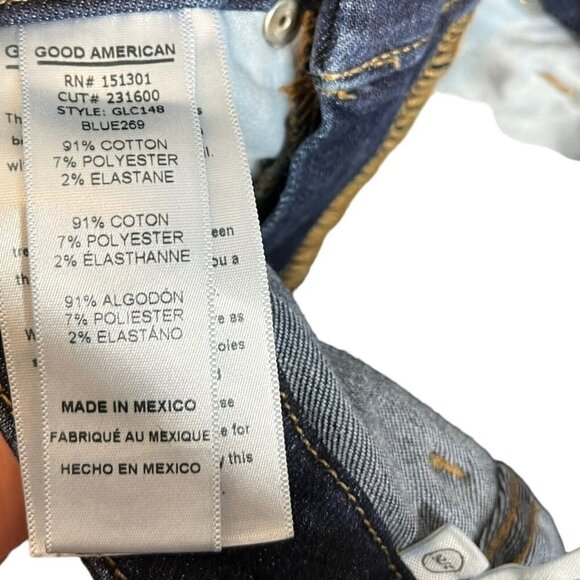 GOOD AMERICAN
RN# 151301
CUT# 231600
STYLE: GLC148
BLUE269
91% COTTON
7% POLYESTER
2% ELASTANE
91% COTON
7% POLYESTER
2% ÉLASTHANNE
91% ALGODÓN
7% POLIESTER
2% ELASTÁNO
MADE IN MEXICO
FABRIQUÉ AU MEXIQUE
HECHO EN MEXICO